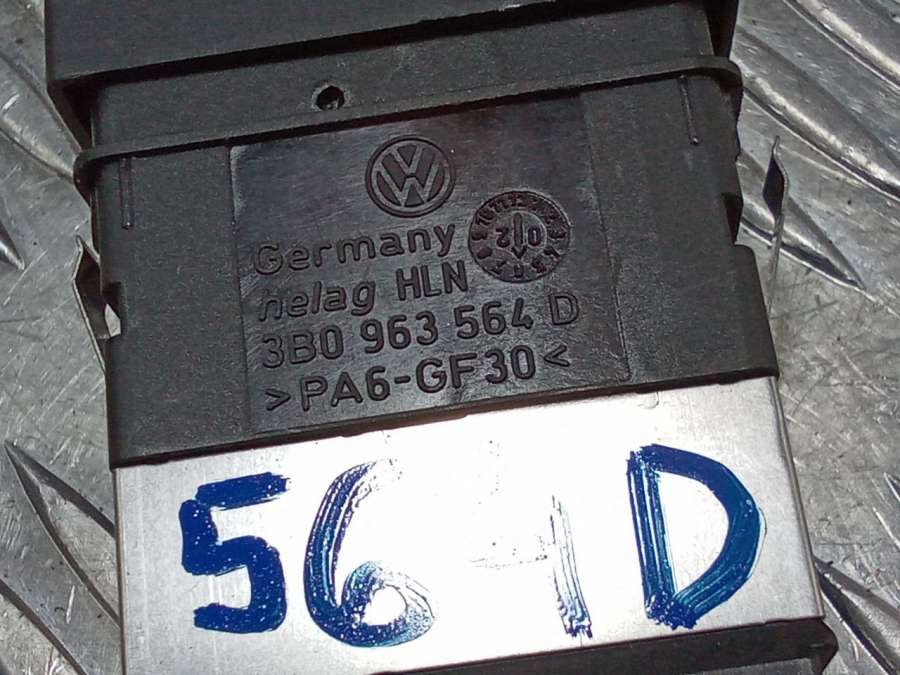 Germany
helag HLN
3B0 963 564 D
>PA6-GF30<
564D